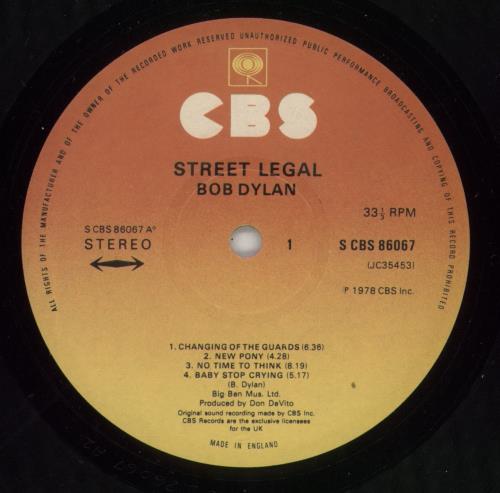 ALL RIGHTS OF THE MANUFACTURER AND OF THE OWNER OF THE RECORDED WORK RESERVED UNAUTHORIZED PUBLIC PERFORMANCE BROADCASTING AND COPYING OF THIS RECORD PROHIBITED
CBS
STREET LEGAL
BOB DYLAN
33⅓ RPM
S CBS 86067 A°
STEREO
1
S CBS 86067
(JC35453)
℗ 1978 CBS Inc.
1. CHANGING OF THE GUARDS (6.36)
2. NEW PONY (4.28)
3. NO TIME TO THINK (8.19)
4. BABY STOP CRYING (5.17)
(B. Dylan)
Big Ben Mus. Ltd.
Produced by Don DeVito
Original sound recording made by CBS Inc.
CBS Records are the exclusive licensees
for the UK
6
MADE IN ENGLAND